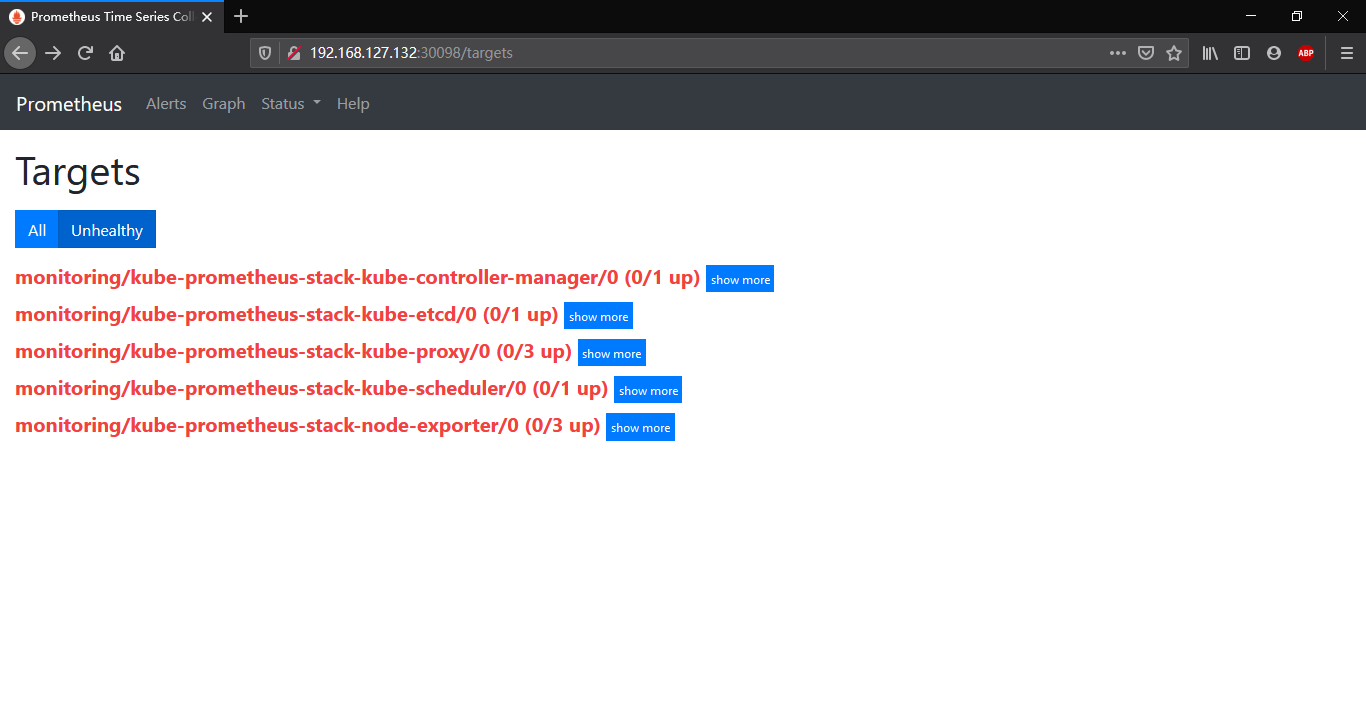 Prometheus Time Series Coll
192.168.127.132:30098/targets
ABP
Prometheus Alerts Graph Status Help
Targets
All Unhealthy
monitoring/kube-prometheus-stack-kube-controller-manager/0 (0/1 up) show more
monitoring/kube-prometheus-stack-kube-etcd/0 (0/1 up) show more
monitoring/kube-prometheus-stack-kube-proxy/0 (0/3 up) show more
monitoring/kube-prometheus-stack-kube-scheduler/0 (0/1 up) show more
monitoring/kube-prometheus-stack-node-exporter/0 (0/3 up) show more